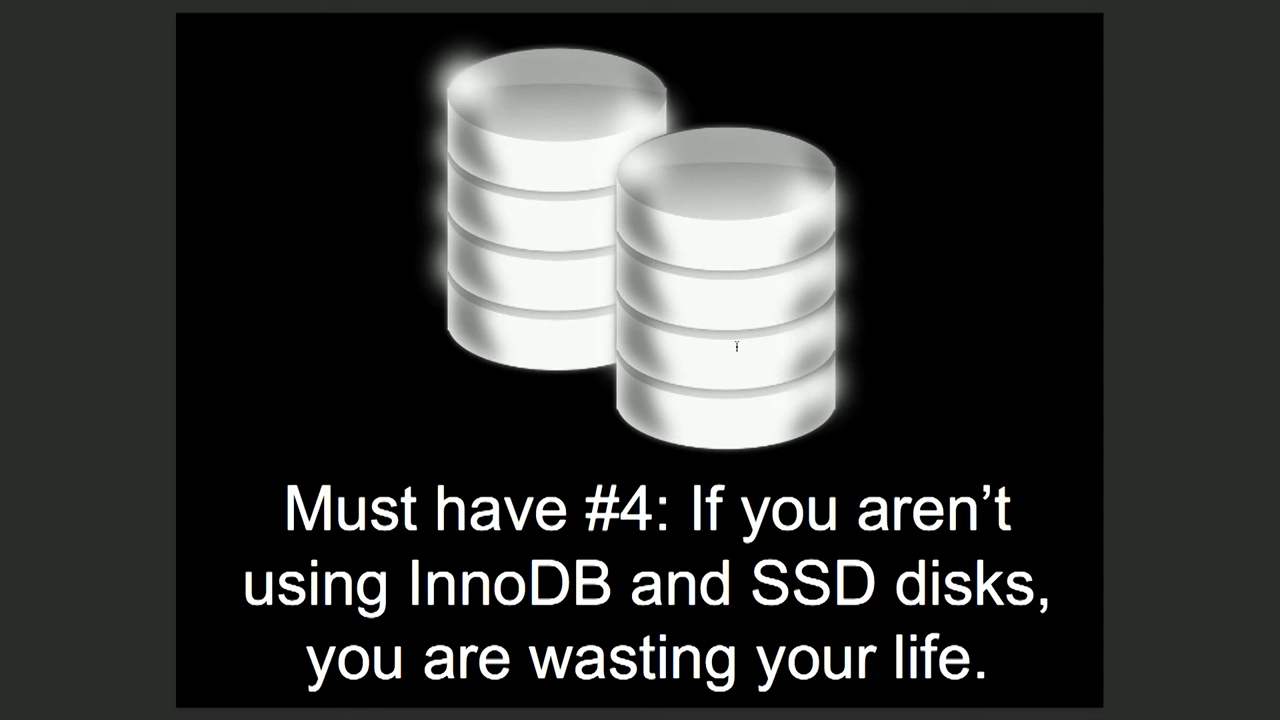 Must have #4: If you aren’t
using InnoDB and SSD disks,
you are wasting your life.